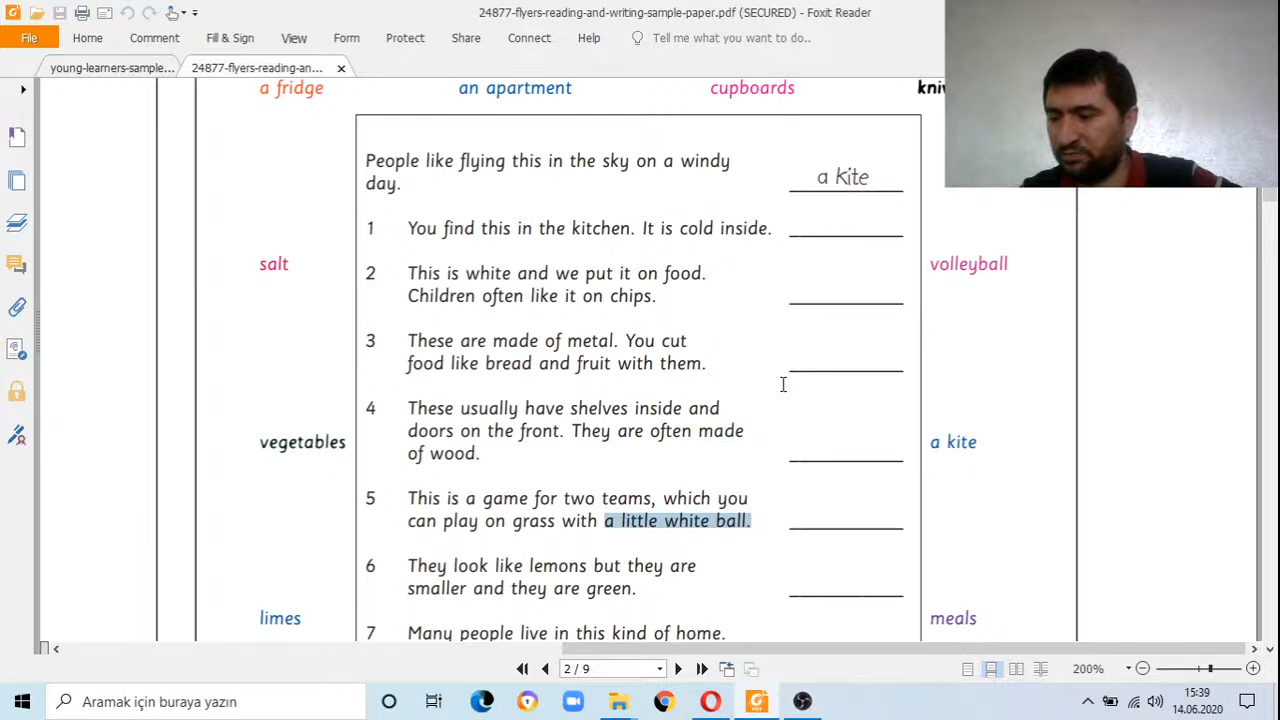 24877-flyers-reading-and-writing-sample-paper.pdf (SECURED) - Foxit Reader
File Home Comment Fill & Sign View Form Protect Share Connect Help Tell me what you want to do..
young-learners-sample... 24877-flyers-reading-an...
a fridge an apartment cupboards
People like flying this in the sky on a windy
day. a kite
1 You find this in the kitchen. It is cold inside.
salt
2 This is white and we put it on food.
volleyball
Children often like it on chips.
3 These are made of metal. You cut
food like bread and fruit with them.
4 These usually have shelves inside and
doors on the front. They are often made
vegetables
a kite
of wood.
5 This is a game for two teams, which you
can play on grass with a little white ball.
6 They look like lemons but they are
smaller and they are green.
limes
meals
7 Many people live in this kind of home.
2 / 9 200%
Aramak için buraya yazın
15:39
14.06.2020